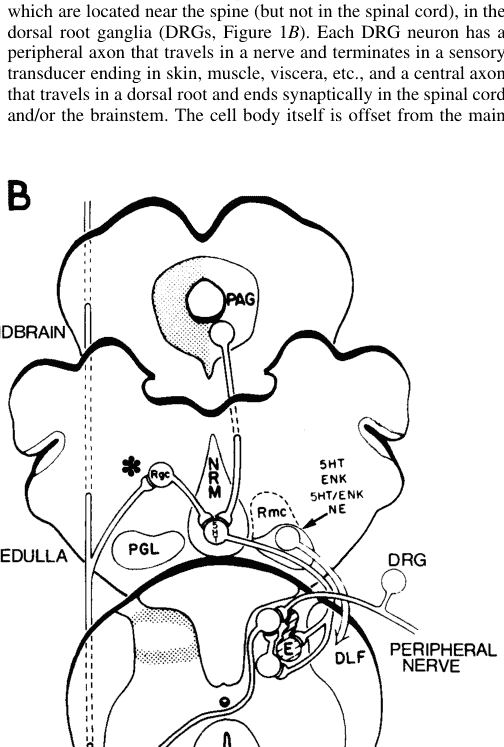 which are located near the spine (but not in the spinal cord), in the
dorsal root ganglia (DRGs, Figure 1B). Each DRG neuron has a
peripheral axon that travels in a nerve and terminates in a sensory
transducer ending in skin, muscle, viscera, etc., and a central axon
that travels in a dorsal root and ends synaptically in the spinal cord
and/or the brainstem. The cell body itself is offset from the main
B
PAG
IDBRAIN
NRM
5HT
ENK
5HT/ENK
NE
Rgc
Rmc
5HT
EDULLA
PGL
DRG
E
DLF
PERIPHERAL
NERVE